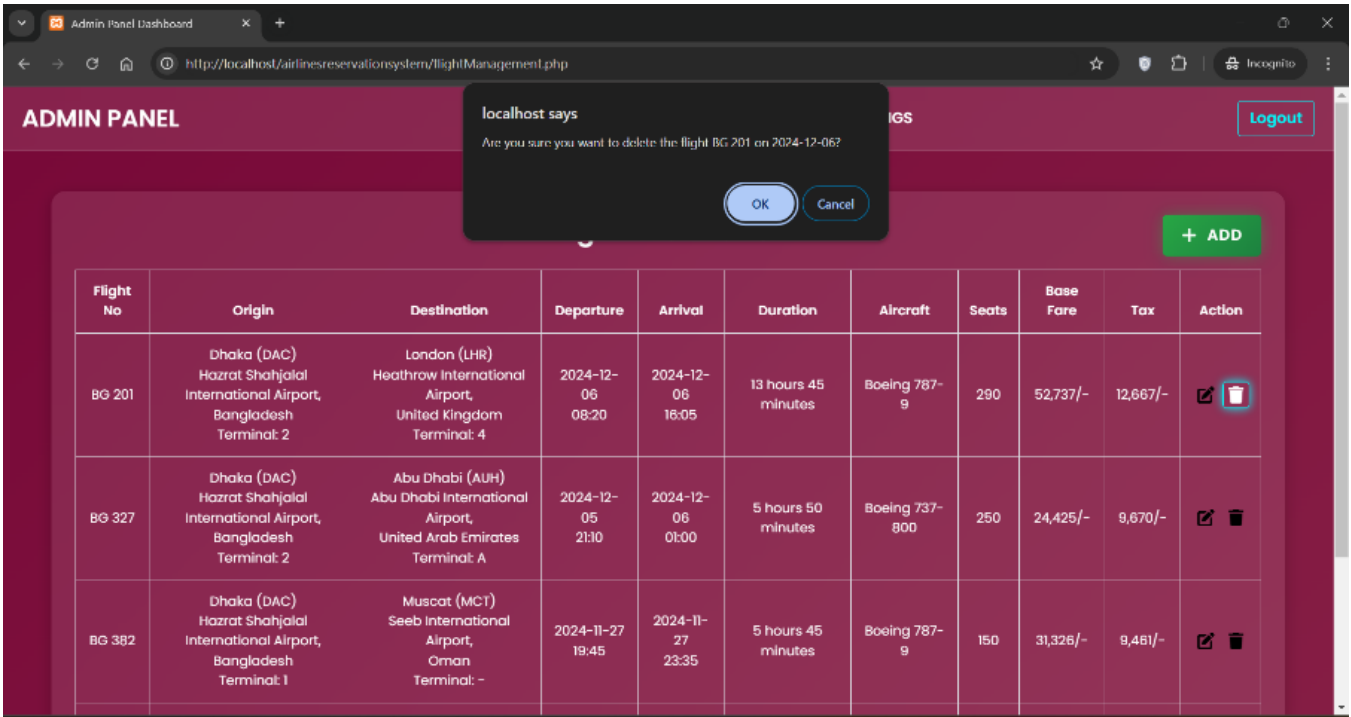 Admin Panel Dashboard
http://localhost/airlinesreservationsystem/flightManagement.php
Incognito
ADMIN PANEL
GS
Logout
localhost says
Are you sure you want to delete the flight BG 201 on 2024-12-06?
OK
Cancel
+ ADD
Flight
No
Origin
Destination
Departure
Arrival
Duration
Aircraft
Seats
Base
Fare
Tax
Action
BG 201
Dhaka (DAC)
Hazrat Shahjalal
International Airport,
Bangladesh
Terminal: 2
London (LHR)
Heathrow International
Airport,
United Kingdom
Terminal: 4
2024-12-
06
08:20
2024-12-
06
16:05
13 hours 45
minutes
Boeing 787-
9
290
52,737/-
12,667/-
BG 327
Dhaka (DAC)
Hazrat Shahjalal
International Airport,
Bangladesh
Terminal: 2
Abu Dhabi (AUH)
Abu Dhabi International
Airport,
United Arab Emirates
Terminal: A
2024-12-
05
21:10
2024-12-
06
01:00
5 hours 50
minutes
Boeing 737-
800
250
24,425/-
9,670/-
BG 382
Dhaka (DAC)
Hazrat Shahjalal
International Airport,
Bangladesh
Terminal: 1
Muscat (MCT)
Seeb International
Airport,
Oman
Terminal: -
2024-11-27
19:45
2024-11-
27
23:35
5 hours 45
minutes
Boeing 787-
9
150
31,326/-
9,461/-